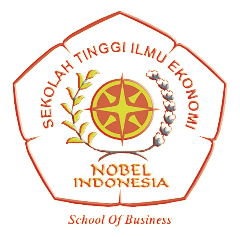 SEKOLAH TINGGI ILMU EKONOMI
NOBEL
INDONESIA
School Of Business